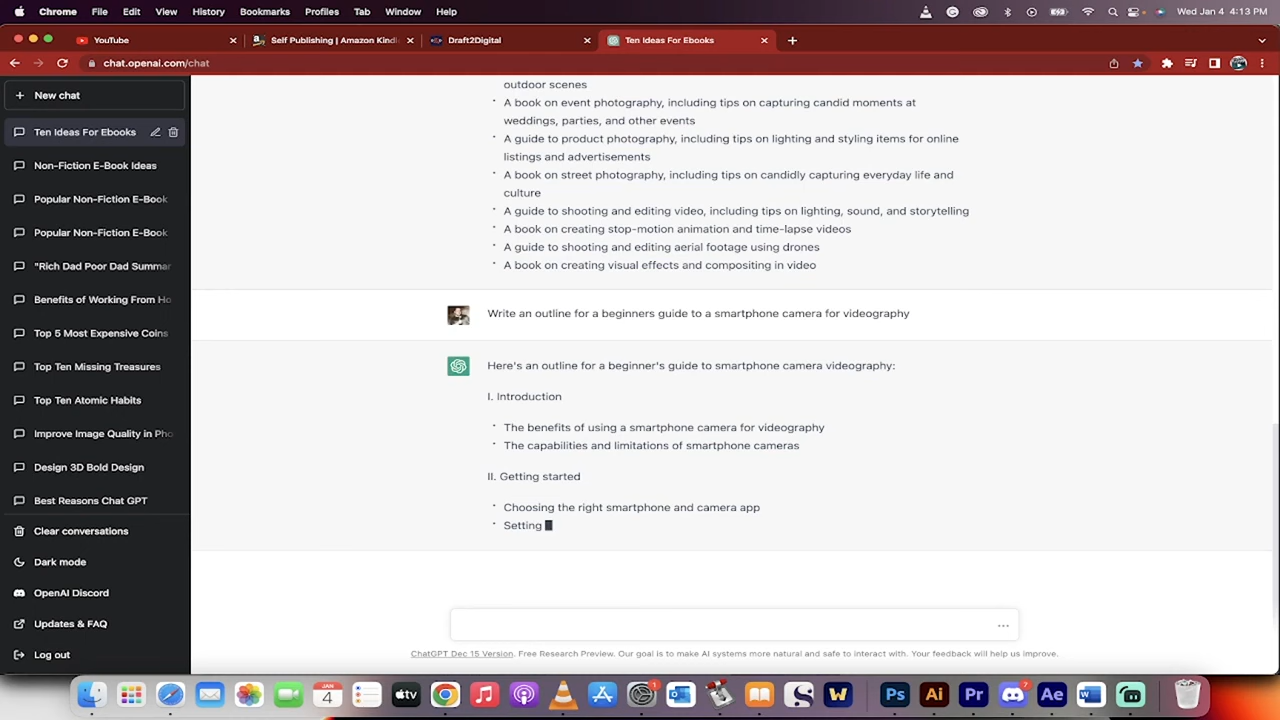 Chrome File Edit View History Bookmarks Profiles Tab Window Help Wed Jan 4 4:13 PM
YouTube Self Publishing | Amazon Kindl Draft2Digital Ten Ideas For Ebooks
chat.openai.com/chat
New chat
Ten Ideas For Ebooks
Non-Fiction E-Book Ideas
Popular Non-Fiction E-Book
Popular Non-Fiction E-Book
"Rich Dad Poor Dad Summar
Benefits of Working From Ho
Top 5 Most Expensive Coins
Top Ten Missing Treasures
Top Ten Atomic Habits
Improve Image Quality in Pho
Design 3D Bold Design
Best Reasons Chat GPT
Clear conversations
Dark mode
OpenAI Discord
Updates & FAQ
Log out
outdoor scenes
A book on event photography, including tips on capturing candid moments at
weddings, parties, and other events
A guide to product photography, including tips on lighting and styling items for online
listings and advertisements
A book on street photography, including tips on candidly capturing everyday life and
culture
A guide to shooting and editing video, including tips on lighting, sound, and storytelling
A book on creating stop-motion animation and time-lapse videos
A guide to shooting and editing aerial footage using drones
A book on creating visual effects and compositing in video
Write an outline for a beginners guide to a smartphone camera for videography
Here's an outline for a beginner's guide to smartphone camera videography:
I. Introduction
The benefits of using a smartphone camera for videography
The capabilities and limitations of smartphone cameras
II. Getting started
Choosing the right smartphone and camera app
Setting
ChatGPT Dec 15 Version. Free Research Preview. Our goal is to make AI systems more natural and safe to interact with. Your feedback will help us improve.
JAN
4
tv
1
W
Ps
Ai
Pr
7
Ae
W